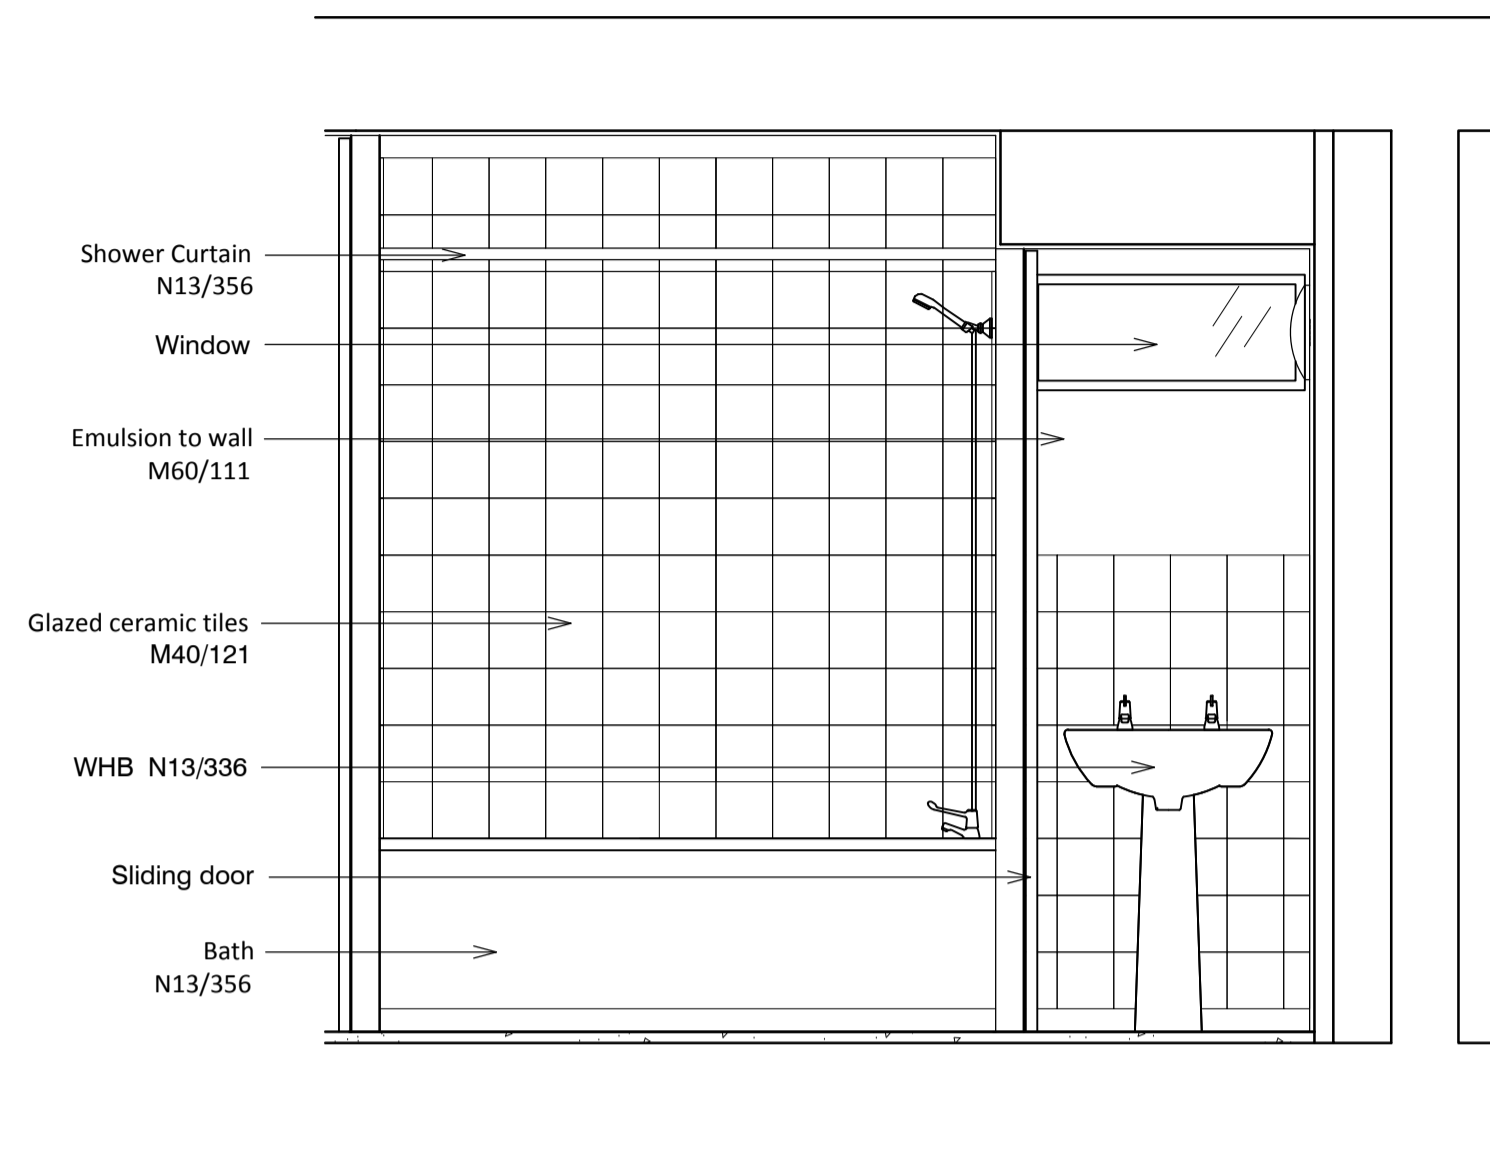 Shower Curtain
N13/356
Window
Emulsion to wall
M60/111
Glazed ceramic tiles
M40/121
WHB N13/336
Sliding door
Bath
N13/356